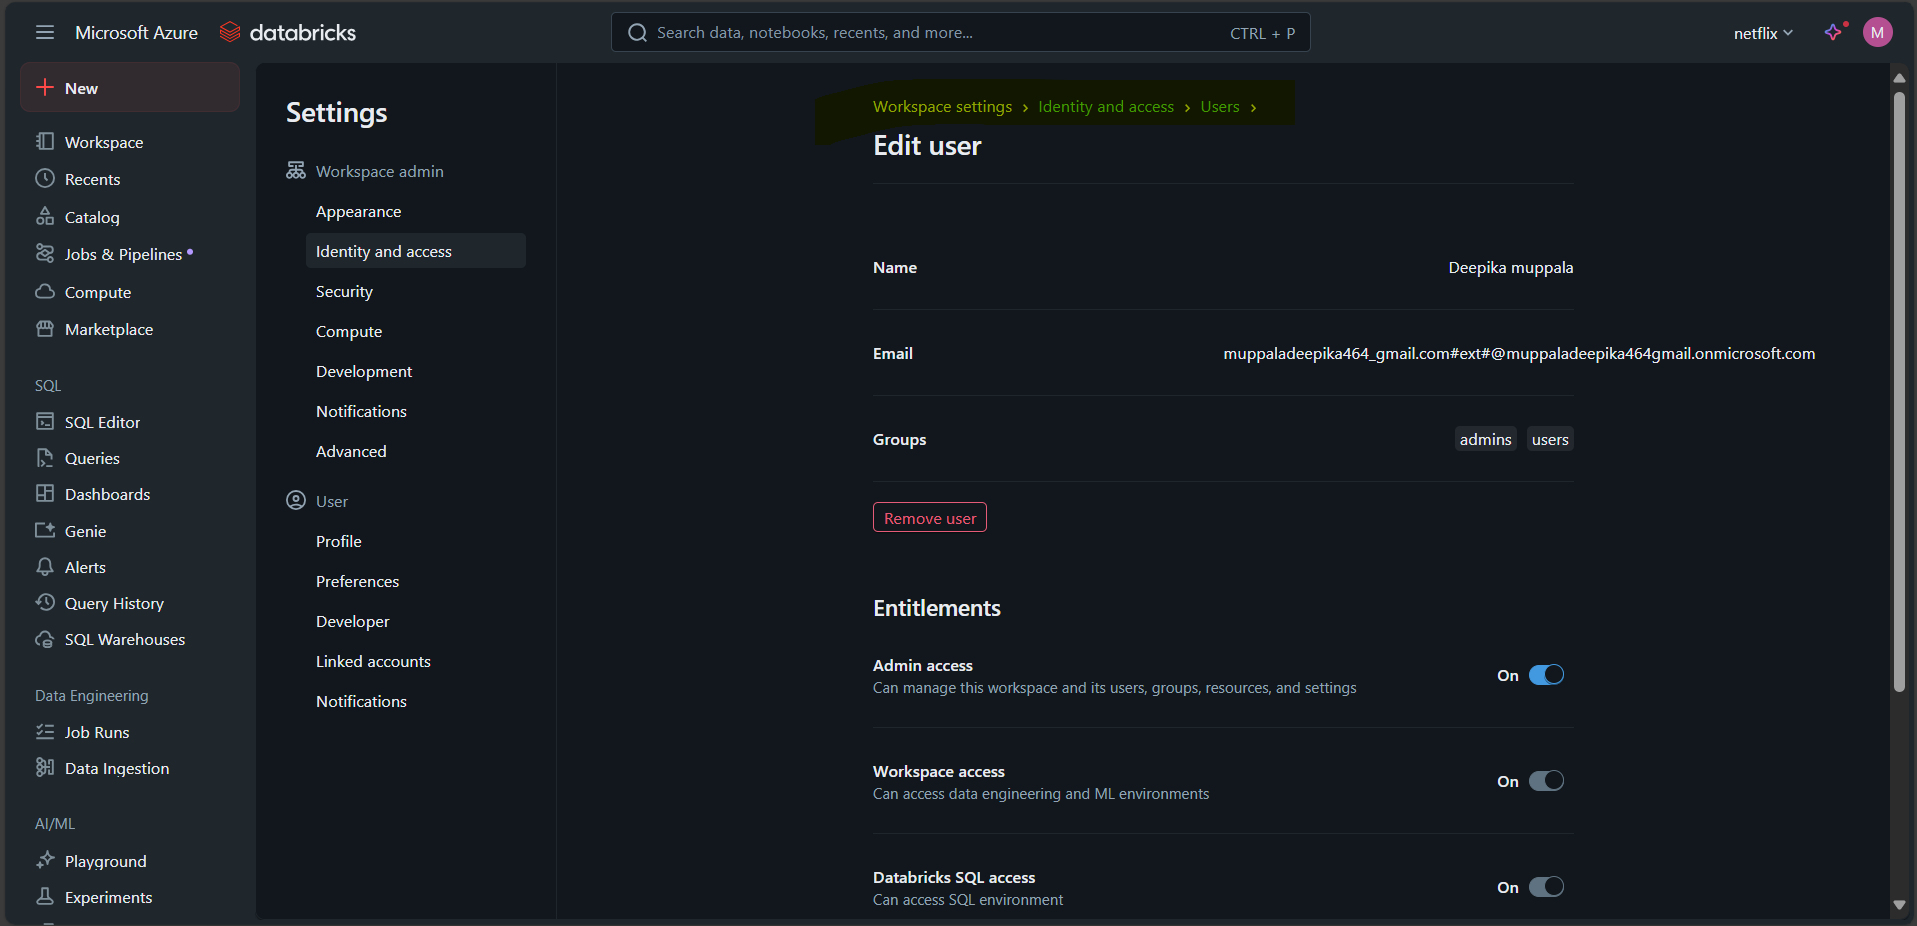 Microsoft Azure databricks Search data, notebooks, recents, and more... CTRL + P netflix M
New
Workspace
Recents
Catalog
Jobs & Pipelines
Compute
Marketplace
SQL
SQL Editor
Queries
Dashboards
Genie
Alerts
Query History
SQL Warehouses
Data Engineering
Job Runs
Data Ingestion
AI/ML
Playground
Experiments
Settings
Workspace admin
Appearance
Identity and access
Security
Compute
Development
Notifications
Advanced
User
Profile
Preferences
Developer
Linked accounts
Notifications
Workspace settings › Identity and access › Users ›
Edit user
Name Deepika muppala
Email muppaladeepika464_gmail.com#ext#@muppaladeepika464gmail.onmicrosoft.com
Groups admins users
Remove user
Entitlements
Admin access
Can manage this workspace and its users, groups, resources, and settings
On
Workspace access
Can access data engineering and ML environments
On
Databricks SQL access
Can access SQL environment
On